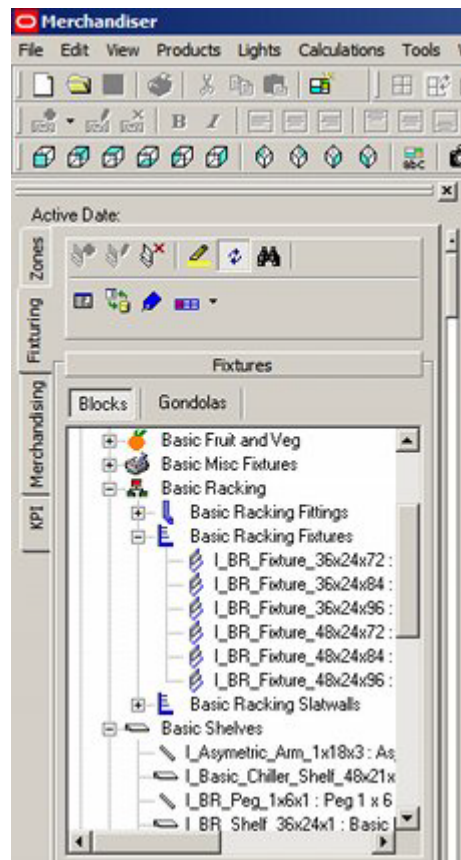 Merchandiser
File Edit View Products Lights Calculations Tools
B I
abc
Active Date:
Zones
Fixturing
Merchandising
KPI
Fixtures
Blocks Gondolas
Basic Fruit and Veg
Basic Misc Fixtures
Basic Racking
Basic Racking Fittings
Basic Racking Fixtures
I_BR_Fixture_36x24x72 :
I_BR_Fixture_36x24x84 :
I_BR_Fixture_36x24x96 :
I_BR_Fixture_48x24x72 :
I_BR_Fixture_48x24x84 :
I_BR_Fixture_48x24x96 :
Basic Racking Slatwalls
Basic Shelves
I_Asymetric_Arm_1x18x3 : As
I_Basic_Chiller_Shelf_48x21x
I_BR_Peg_1x6x1 : Peg 1 x 6
I_BR_Shelf_36x24x1 : Basic